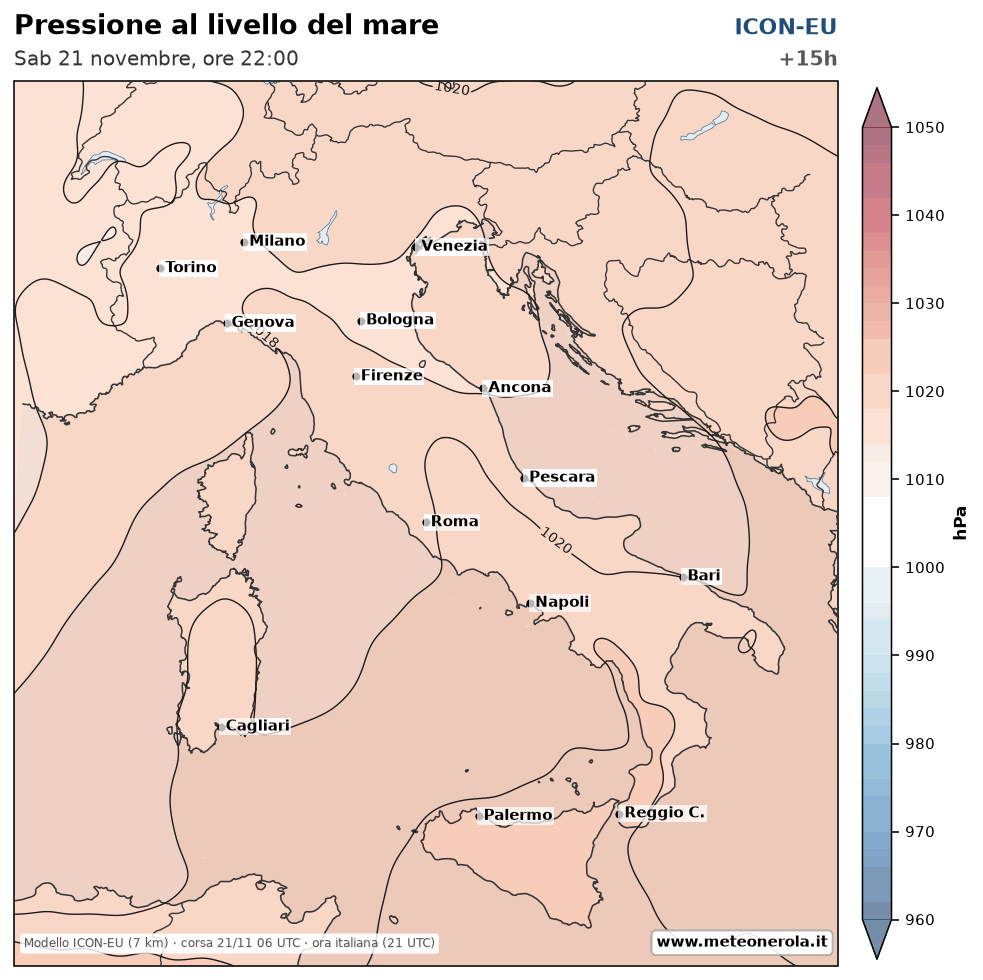 Pressione al livello del mare
ICON-EU
Sab 21 novembre, ore 22:00
+15h
1020
1050
1040
1030
1020
1010
1000
990
980
970
960
hPa
Milano
Venezia
Torino
Genova
Bologna
1018
Firenze
Ancona
Pescara
Roma
1020
Bari
Napoli
Cagliari
Palermo
Reggio C.
Modello ICON-EU (7 km) · corsa 21/11 06 UTC · ora italiana (21 UTC)
www.meteonerola.it